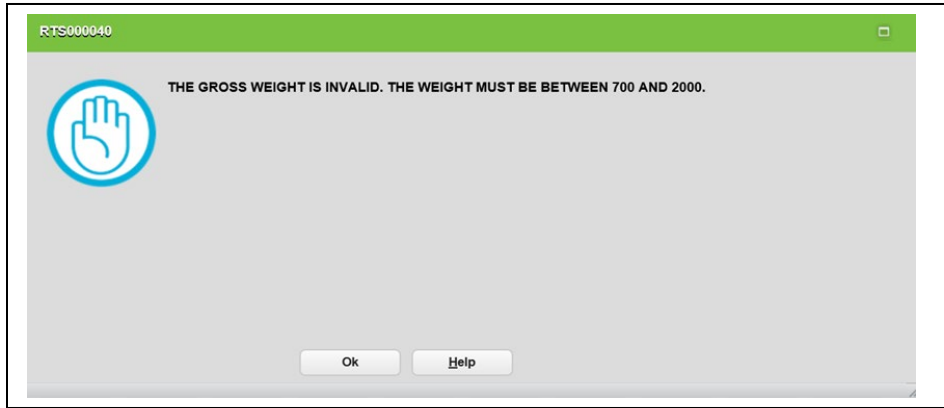 RTS000040
THE GROSS WEIGHT IS INVALID. THE WEIGHT MUST BE BETWEEN 700 AND 2000.
Ok
Help